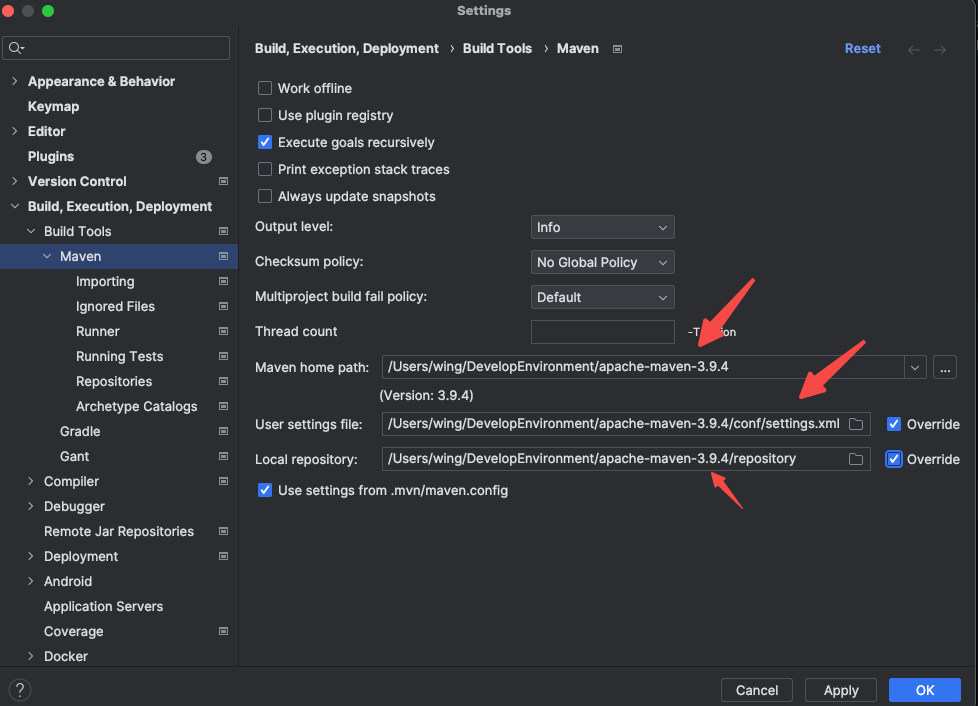 Settings
Build, Execution, Deployment › Build Tools › Maven
Reset
Appearance & Behavior
Keymap
Editor
Plugins 3
Version Control
Build, Execution, Deployment
Build Tools
Maven
Importing
Ignored Files
Runner
Running Tests
Repositories
Archetype Catalogs
Gradle
Gant
Compiler
Debugger
Remote Jar Repositories
Deployment
Android
Application Servers
Coverage
Docker
Work offline
Use plugin registry
Execute goals recursively
Print exception stack traces
Always update snapshots
Output level: Info
Checksum policy: No Global Policy
Multiproject build fail policy: Default
Thread count
Maven home path: /Users/wing/DevelopEnvironment/apache-maven-3.9.4 ...
(Version: 3.9.4)
User settings file: /Users/wing/DevelopEnvironment/apache-maven-3.9.4/conf/settings.xml Override
Local repository: /Users/wing/DevelopEnvironment/apache-maven-3.9.4/repository Override
Use settings from .mvn/maven.config
? Cancel Apply OK